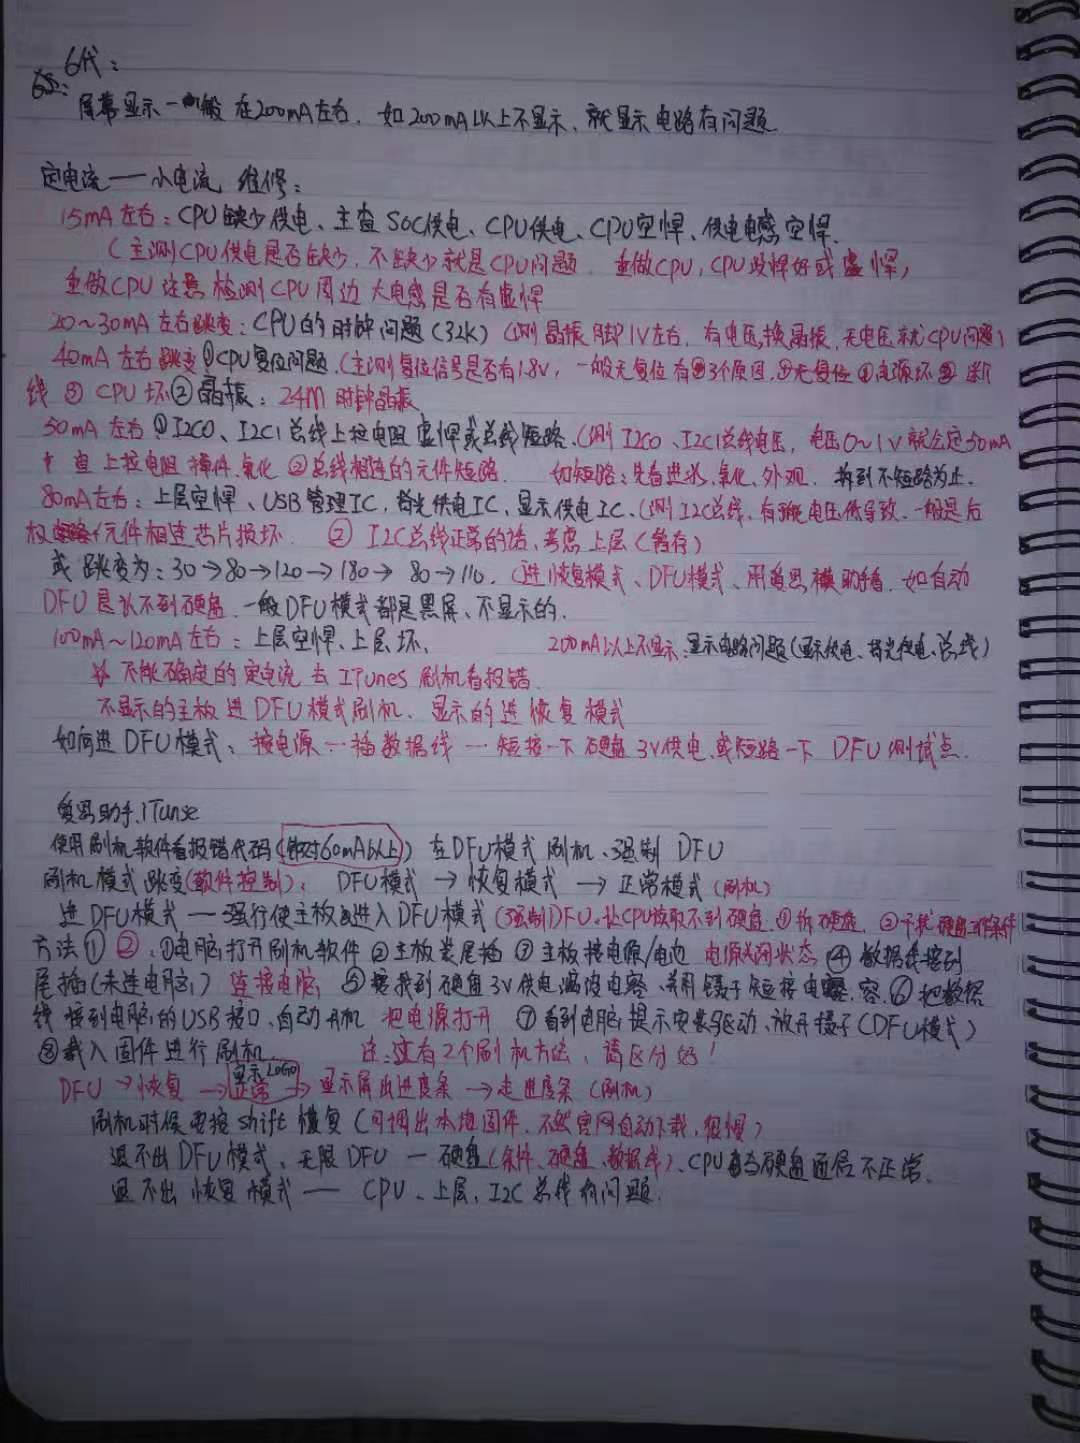 6代：
屏幕显示一般在200mA左右，如200mA以上不显示，就显示电路有问题
定电流——小电流 维修：
15mA左右：CPU缺少供电、主查SOC供电、CPU供电、CPU空焊、供电电感空焊.
（主测CPU供电是否缺少，不缺少就是CPU问题. 重做CPU，CPU没焊好或虚焊）
重做CPU注意检测CPU周边大电感是否有虚焊
20~30mA左右跳变：CPU的时钟问题（32K）（测晶振脚1V左右，有电压换晶振，无电压就CPU问题）
40mA左右跳变①CPU复位问题.（主测复位信号是否有1.8V，一般无复位有3个原因，①无复位①电源坏②断
线③CPU坏②晶振：24M时钟晶振
50mA左右①I2C0、I2C1总线上拉电阻虚焊或总线短路.（测I2C0、I2C1总线电压，电压0~1V就会定50mA
查上拉电阻掉件.氧化②总线相连的元件短路. 如短路：先看进水.氧化、外观. 拆到不短路为止.
80mA左右：上层空焊、USB管理IC，背光供电IC，显示供电IC.（测I2C总线，有电压低导致.一般是后
级元件相连芯片损坏. ②I2C总线正常的话，考虑上层（暂存）
或跳变为：30→80→120→180→80→110.（进恢复模式、DFU模式、用爱思模助手看. 如自动
DFU是认不到硬盘.一般DFU模式都是黑屏、不显示的.
100mA~120mA左右：上层空焊、上层坏、 200mA以上不显示：显示电路问题（显示供电、背光供电、总线）
不能确定的定电流去ITunes刷机看报错.
不显示的主板进DFU模式刷机、显示的进恢复模式
如何进DFU模式：接电源一插数据线一短接一下硬盘3V供电.或短路一下DFU测试点.
爱思助手.ITunse
使用刷机软件看报错代码（针对60mA以上）在DFU模式刷机、强制DFU
刷机模式跳变（软件控制）：DFU模式→恢复模式→正常模式（刷机）
进DFU模式—强行使主板进入DFU模式（强制DFU.让CPU读取不到硬盘.①拆硬盘.②干扰硬盘工作条件
方法①②：①电脑打开刷机软件②主板装尾插③主板接电源/电池 电源关闭状态④数据线接到
尾插（未连电脑）连接电脑⑤接我到硬盘3V供电滤波电容、并用镊子短接电容.⑥把数据
线接到电脑的USB接口、自动开机 把电源打开⑦看到电脑提示安装驱动、放开镊子（DFU模式）
⑧载入固件进行刷机. 注：这有2个刷机方法，请区分好！
DFU→恢复→正常 显示LOGO→显示屏出进度条→走进度条（刷机）
刷机时候要按shift恢复（可调出本地固件.不然官网自动下载，很慢）
退不出DFU模式、无限DFU—硬盘（条件、硬盘、数据线）、CPU与硬盘通信不正常.
退不出恢复模式——CPU、上层、I2C总线有问题.